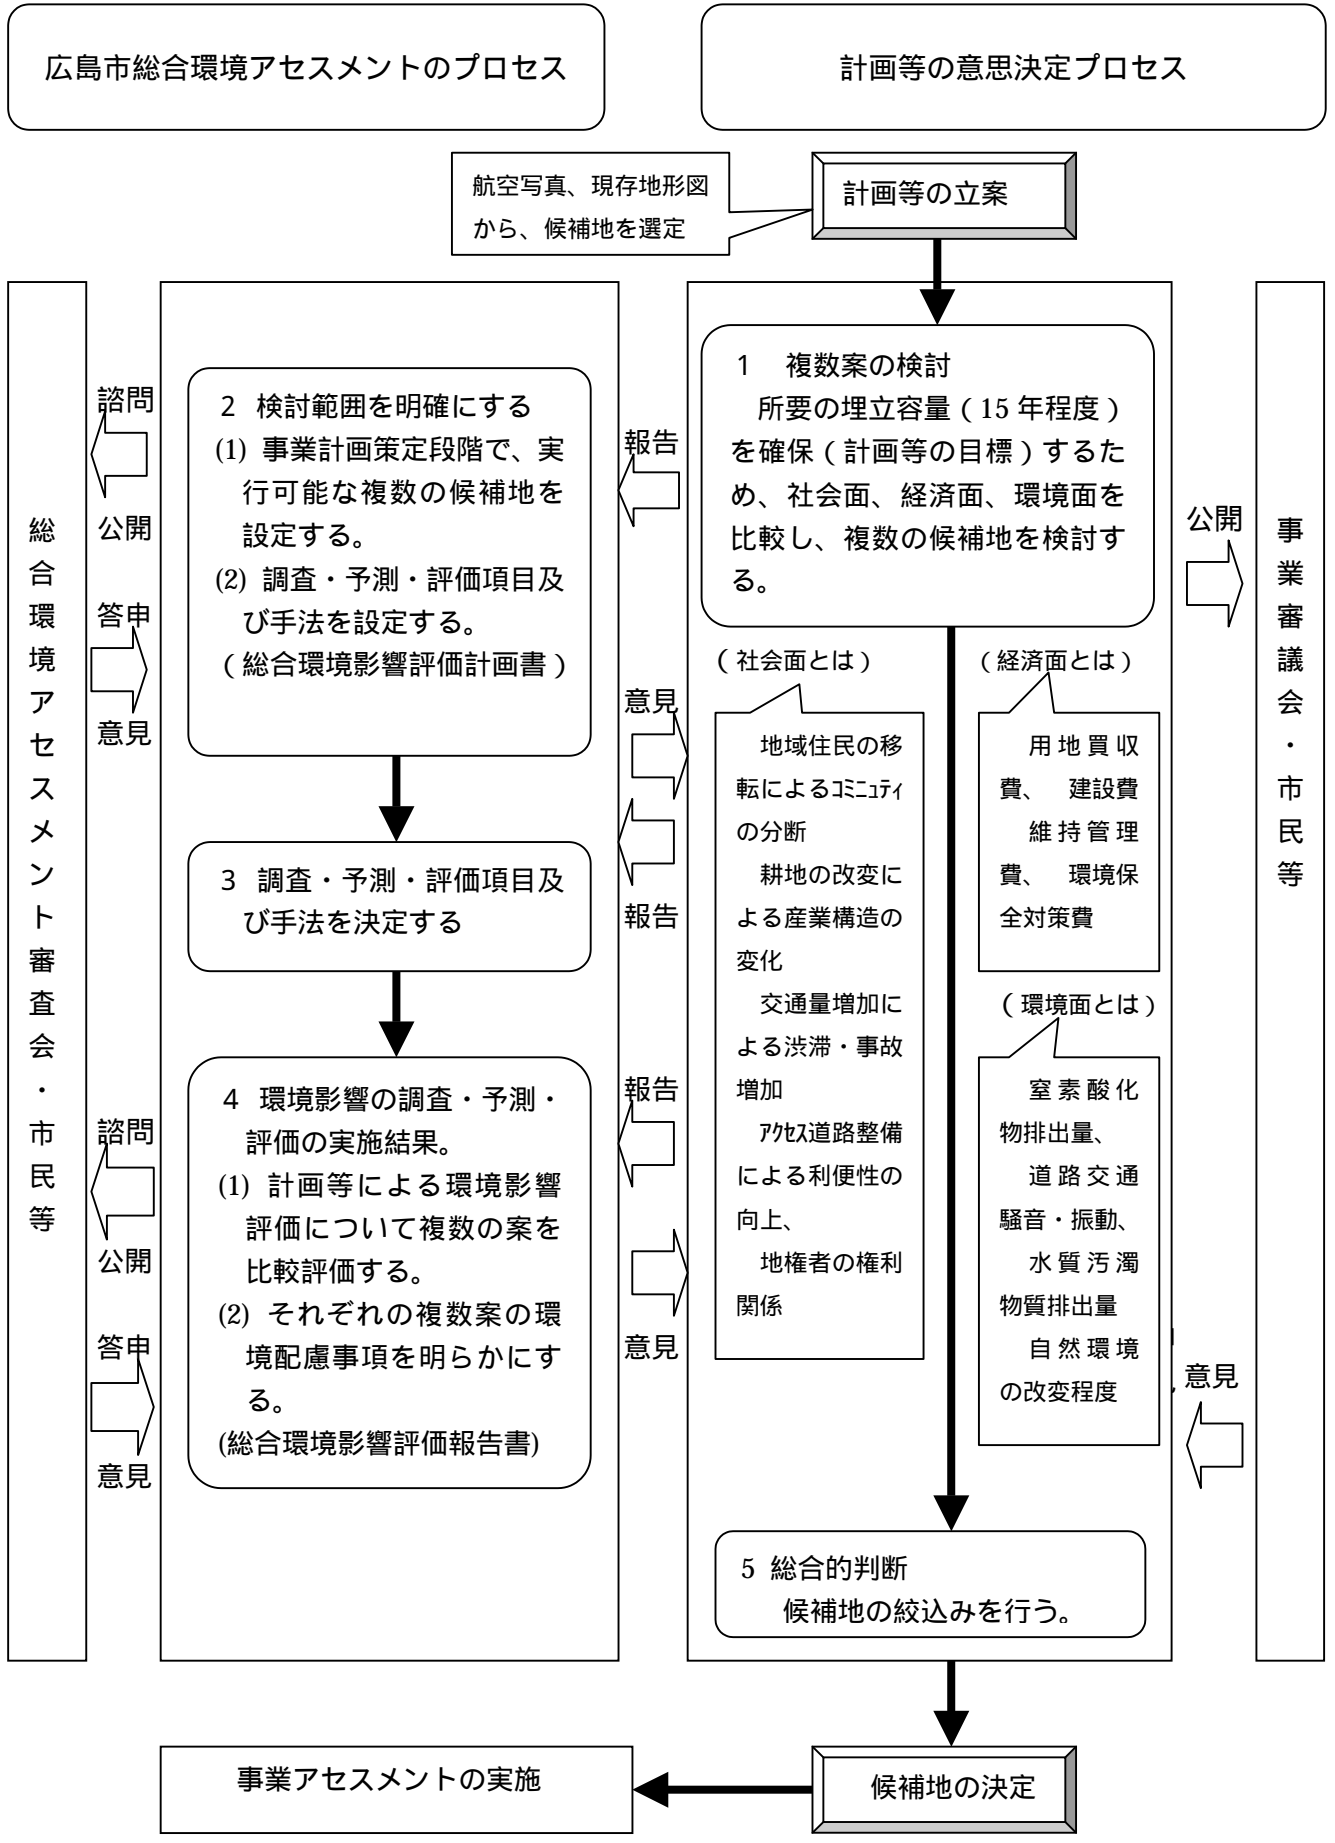 広島市総合環境アセスメントのプロセス
計画等の意思決定プロセス
航空写真、現存地形図
から、候補地を選定
計画等の立案
総合環境アセスメント審査会・市民等
諮問
公開
答申
意見
諮問
公開
答申
意見
2 検討範囲を明確にする
(1) 事業計画策定段階で、実
行可能な複数の候補地を
設定する。
(2) 調査・予測・評価項目及
び手法を設定する。
(総合環境影響評価計画書)
3 調査・予測・評価項目及
び手法を決定する
4 環境影響の調査・予測・
評価の実施結果。
(1) 計画等による環境影響
評価について複数の案を
比較評価する。
(2) それぞれの複数案の環
境配慮事項を明らかにす
る。
(総合環境影響評価報告書)
報告
意見
報告
報告
意見
1 複数案の検討
所要の埋立容量(15年程度)
を確保(計画等の目標)するた
め、社会面、経済面、環境面を
比較し、複数の候補地を検討す
る。
(社会面とは)
地域住民の移
転によるコミニュティ
の分断
耕地の改変に
よる産業構造の
変化
交通量増加に
よる渋滞・事故
増加
アクセス道路整備
による利便性の
向上、
地権者の権利
関係
(経済面とは)
用地買収
費、 建設費
維持管理
費、 環境保
全対策費
(環境面とは)
窒素酸化
物排出量、
道路交通
騒音・振動、
水質汚濁
物質排出量
自然環境
の改変程度
5 総合的判断
候補地の絞込みを行う。
公開
意見
事業審議会・市民等
事業アセスメントの実施
候補地の決定